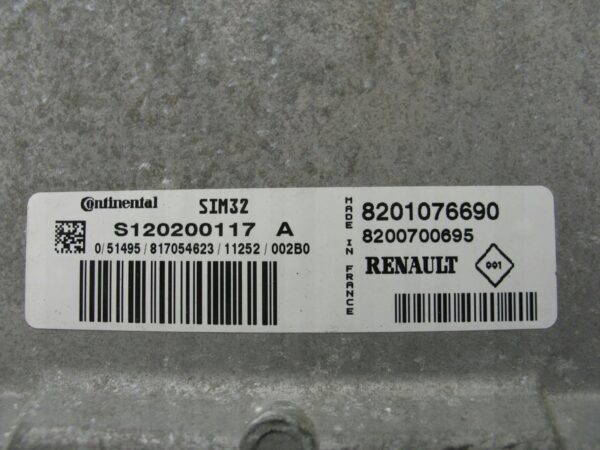 Continental SIM32
S120200117 A
0/51495/817054623/11252/002B0
MADE IN FRANCE
8201076690
8200700695
RENAULT 001